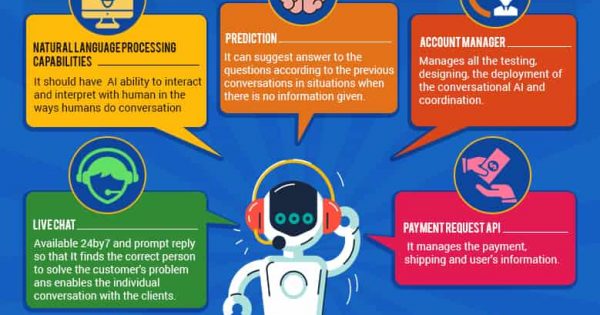 NATURAL LANGUAGE PROCESSING
CAPABILITIES
It should have AI ability to interact
and interpret with human in the
ways humans do conversation
PREDICTION
It can suggest answer to the
questions according to the previous
conversations in situations when
there is no information given.
ACCOUNT MANAGER
Manages all the testing,
designing, the deployment of
the conversational AI and
coordination.
LIVE CHAT
Available 24by7 and prompt reply
so that It finds the correct person
to solve the customer's problem
ans enables the individual
conversation with the clients.
PAYMENT REQUEST API
It manages the payment,
shipping and user's information.